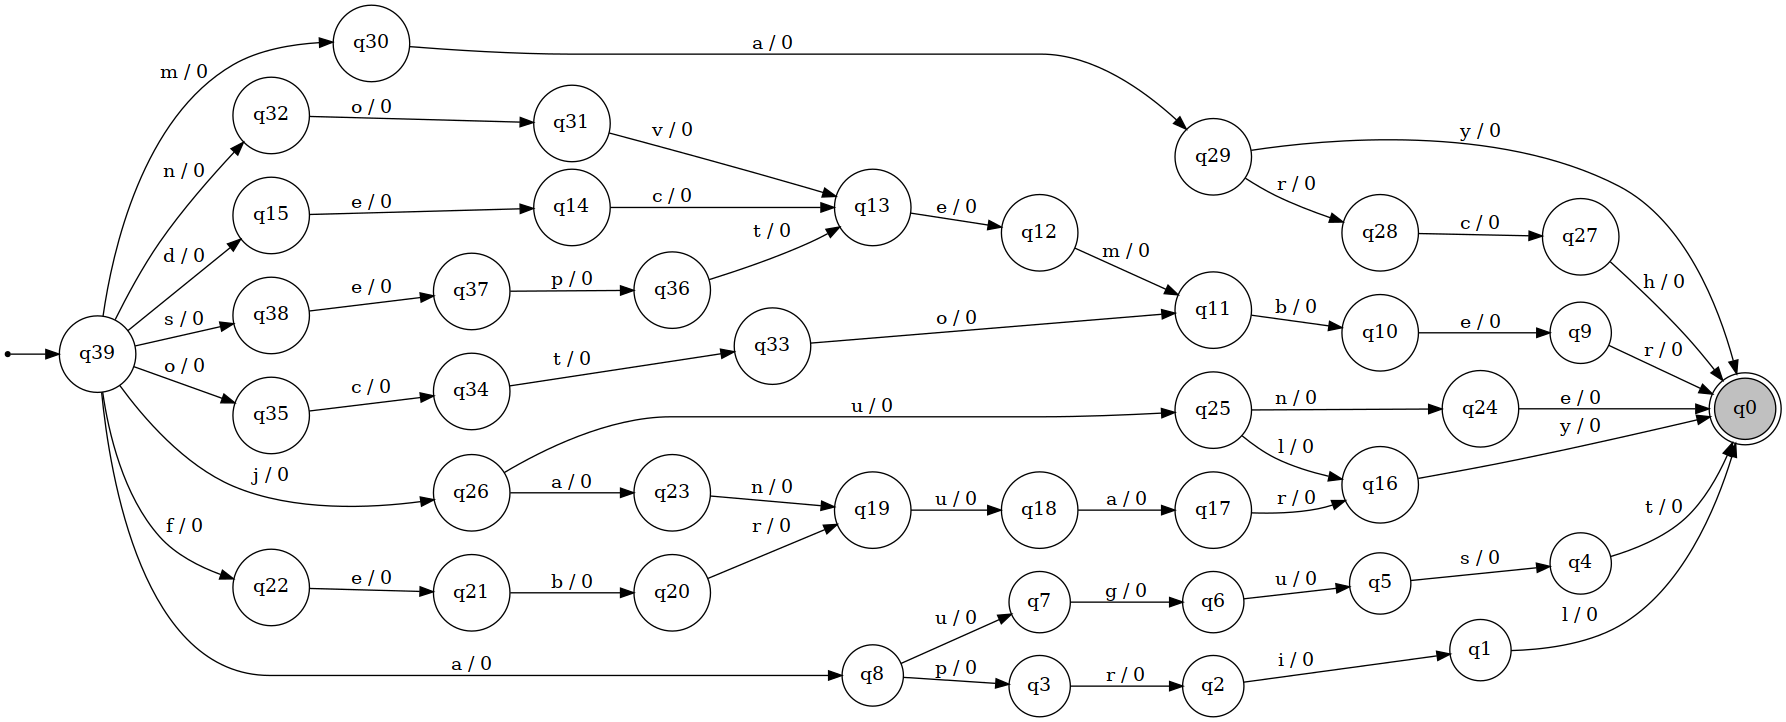 q30
a / 0
m / 0
q32
o / 0
q31
v / 0
y / 0
n / 0
q29
q15
e / 0
q14
c / 0
q13
e / 0
r / 0
q28
c / 0
q27
d / 0
t / 0
q12
m / 0
h / 0
s / 0
q38
e / 0
q37
p / 0
q36
q11
b / 0
q10
e / 0
q9
r / 0
q39
o / 0
q33
o / 0
q35
c / 0
q34
t / 0
u / 0
q25
n / 0
q24
e / 0
q0
j / 0
q26
a / 0
q23
n / 0
q19
u / 0
q18
a / 0
q17
l / 0
r / 0
q16
y / 0
f / 0
r / 0
t / 0
q22
e / 0
q21
b / 0
q20
u / 0
q7
g / 0
q6
u / 0
q5
s / 0
q4
a / 0
q8
p / 0
q3
r / 0
q2
i / 0
q1
l / 0